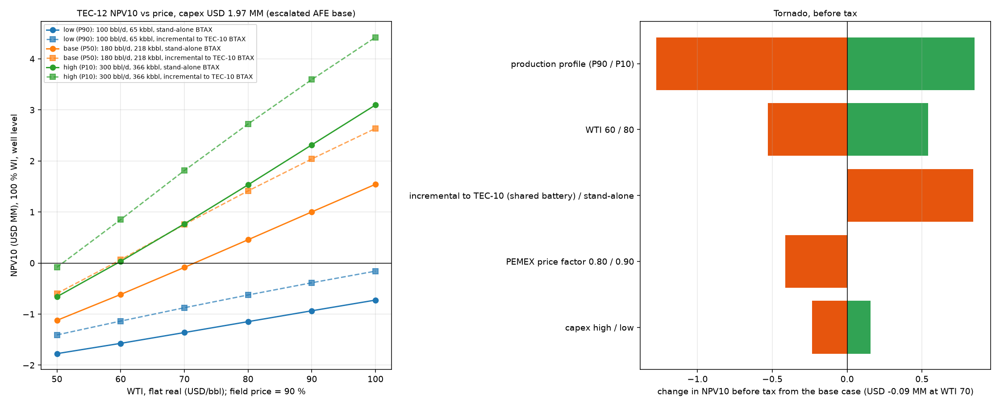 TEC-12 NPV10 vs price, capex USD 1.97 MM (escalated AFE base)
low (P90): 100 bbl/d, 65 kbbl, stand-alone BTAX
low (P90): 100 bbl/d, 65 kbbl, incremental to TEC-10 BTAX
base (P50): 180 bbl/d, 218 kbbl, stand-alone BTAX
base (P50): 180 bbl/d, 218 kbbl, incremental to TEC-10 BTAX
high (P10): 300 bbl/d, 366 kbbl, stand-alone BTAX
high (P10): 300 bbl/d, 366 kbbl, incremental to TEC-10 BTAX
NPV10 (USD MM), 100 % WI, well level
4
3
2
1
0
−1
−2
50 60 70 80 90 100
WTI, flat real (USD/bbl); field price = 90 %
Tornado, before tax
production profile (P90 / P10)
WTI 60 / 80
incremental to TEC-10 (shared battery) / stand-alone
PEMEX price factor 0.80 / 0.90
capex high / low
−1.0 −0.5 0.0 0.5
change in NPV10 before tax from the base case (USD -0.09 MM at WTI 70)